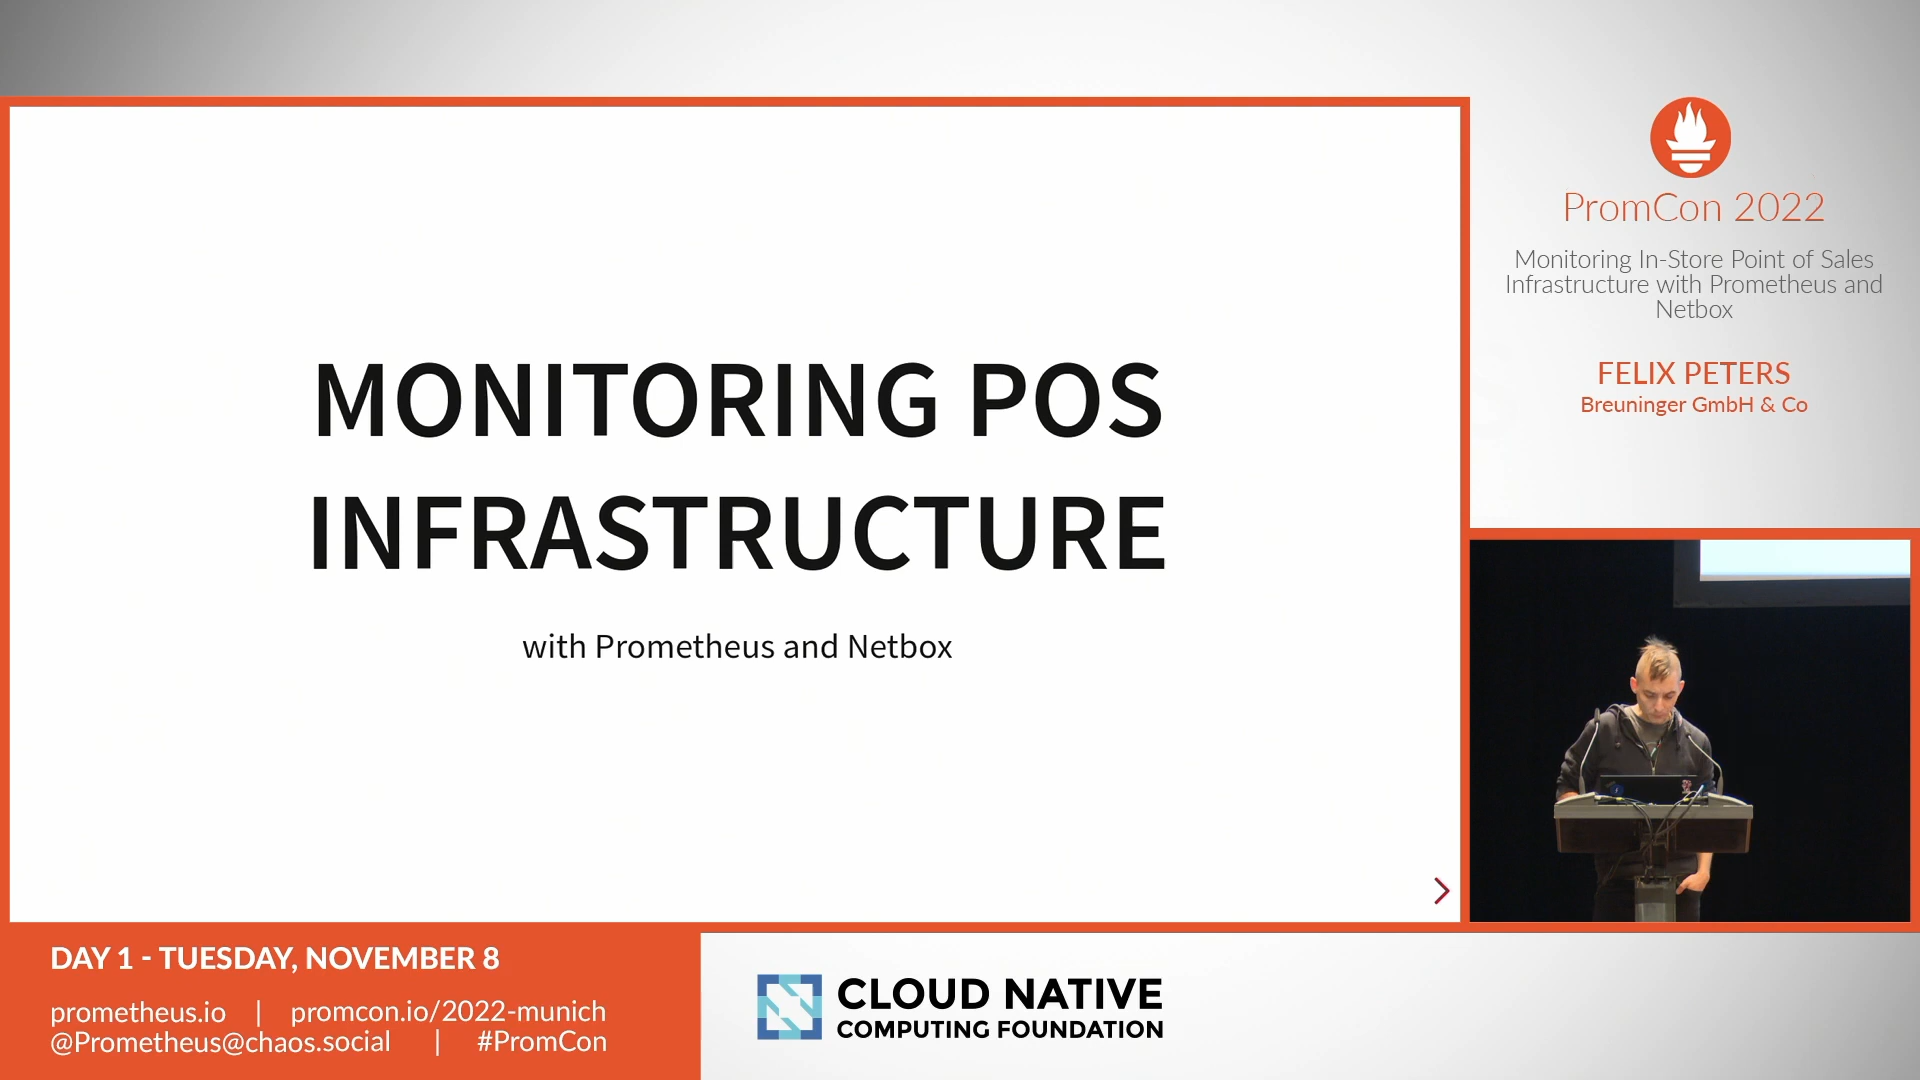 MONITORING POS
INFRASTRUCTURE
with Prometheus and Netbox
PromCon 2022
Monitoring In-Store Point of Sales
Infrastructure with Prometheus and
Netbox
FELIX PETERS
Breuninger GmbH & Co
DAY 1 - TUESDAY, NOVEMBER 8
prometheus.io | promcon.io/2022-munich
@Prometheus@chaos.social | #PromCon
CLOUD NATIVE
COMPUTING FOUNDATION